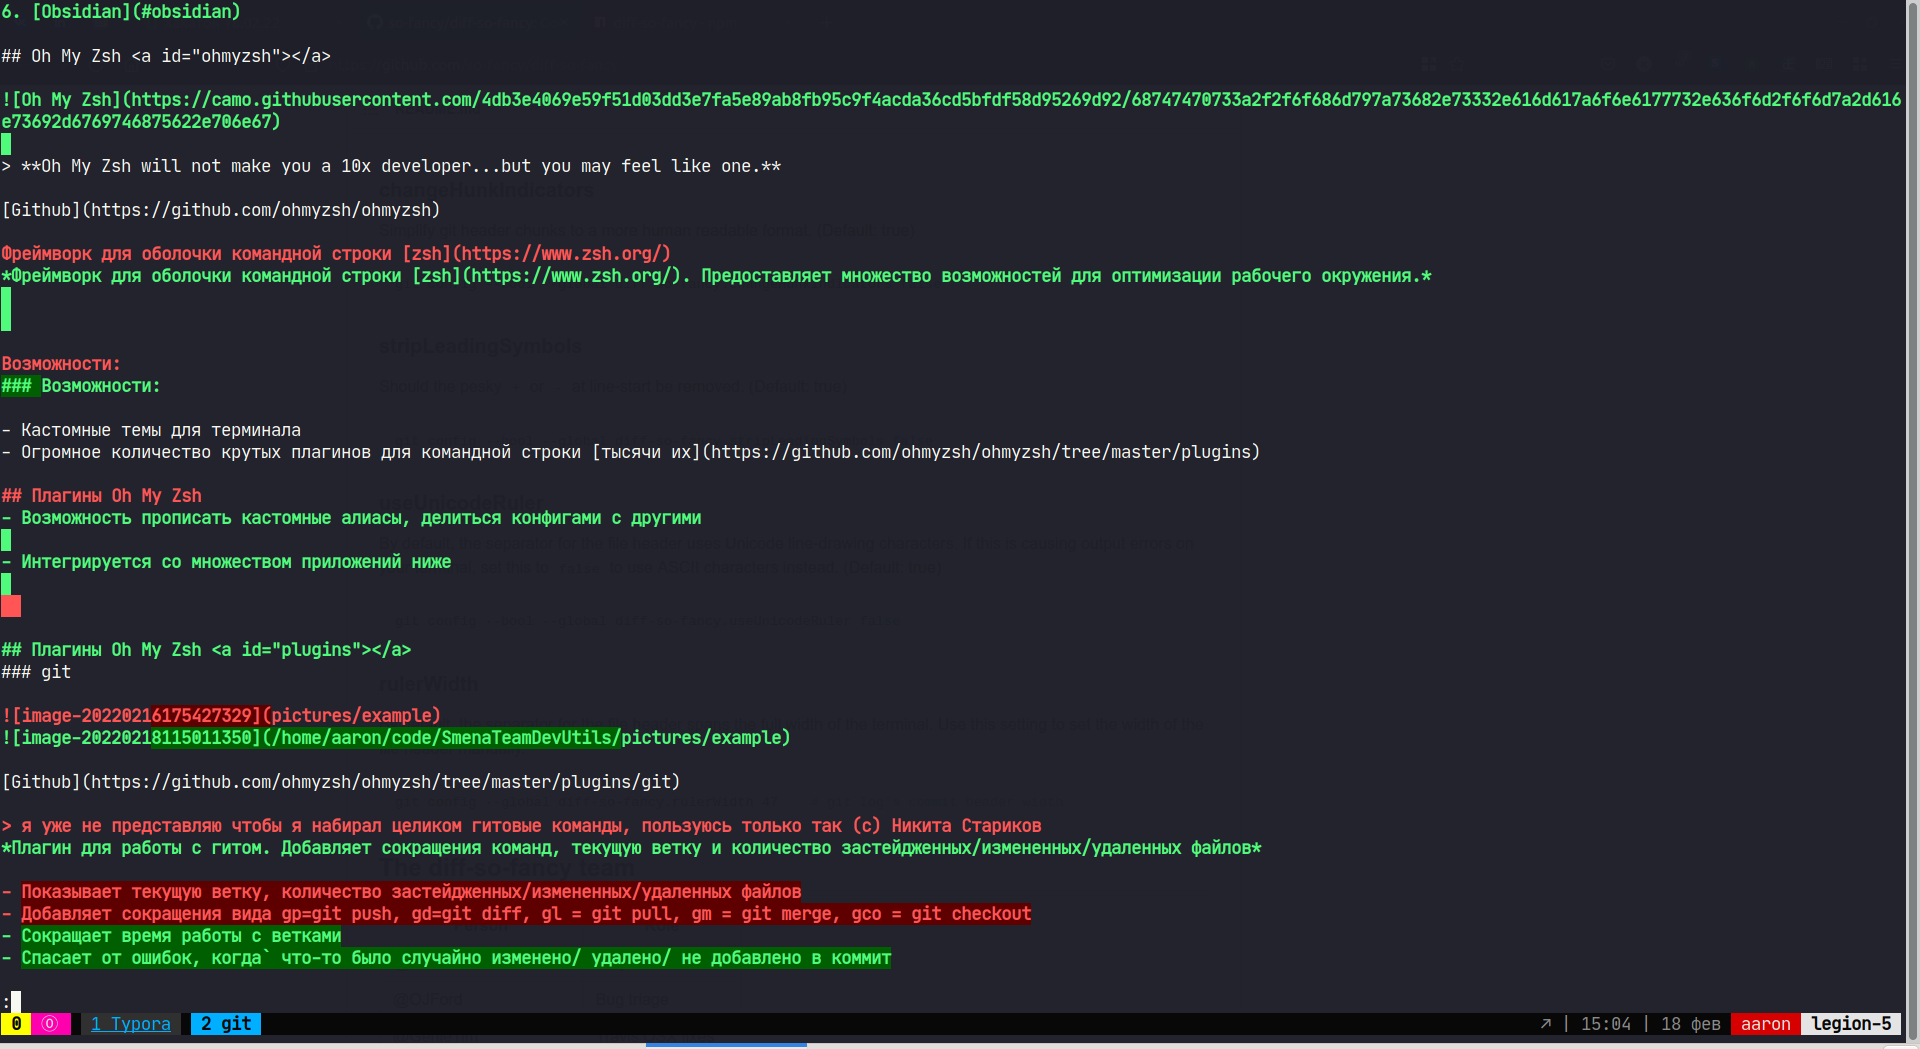 6. [Obsidian](#obsidian)
## Oh My Zsh <a id="ohmyzsh"></a>
![Oh My Zsh](https://camo.githubusercontent.com/4db3e4069e59f51d03dd3e7fa5e89ab8fb95c9f4acda36cd5bfdf58d95269d92/68747470733a2f2f6f686d797a73682e73332e616d617a6f6e6177732e636f6d2f6f6d7a2d616
e73692d6769746875622e706e67)
> **Oh My Zsh will not make you a 10x developer...but you may feel like one.**
changeHunkIndicators
[Github](https://github.com/ohmyzsh/ohmyzsh)
Фреймворк для оболочки командной строки [zsh](https://www.zsh.org/)
*Фреймворк для оболочки командной строки [zsh](https://www.zsh.org/). Предоставляет множество возможностей для оптимизации рабочего окружения.*
stripLeadingSymbols
Возможности:
### Возможности:
- Кастомные темы для терминала
- Огромное количество крутых плагинов для командной строки [тысячи их](https://github.com/ohmyzsh/ohmyzsh/tree/master/plugins)
useUnicodeRuler
## Плагины Oh My Zsh
- Возможность прописать кастомные алиасы, делиться конфигами с другими
- Интегрируется со множеством приложений ниже
## Плагины Oh My Zsh <a id="plugins"></a>
### git
rulerWidth
![image-20220216175427329](pictures/example)
![image-20220218115011350](/home/aaron/code/SmenaTeamDevUtils/pictures/example)
[Github](https://github.com/ohmyzsh/ohmyzsh/tree/master/plugins/git)
> я уже не представляю чтобы я набирал целиком гитовые команды, пользуюсь только так (с) Никита Стариков
*Плагин для работы с гитом. Добавляет сокращения команд, текущую ветку и количество застейдженных/измененных/удаленных файлов*
The diff-so-fancy team
- Показывает текущую ветку, количество застейдженных/измененных/удаленных файлов
- Добавляет сокращения вида gp=git push, gd=git diff, gl = git pull, gm = git merge, gco = git checkout
- Сокращает время работы с ветками
- Спасает от ошибок, когда` что-то было случайно изменено/ удалено/ не добавлено в коммит
:
0 ⓞ 1 Typora 2 git ↗ | 15:04 | 18 фев aaron legion-5